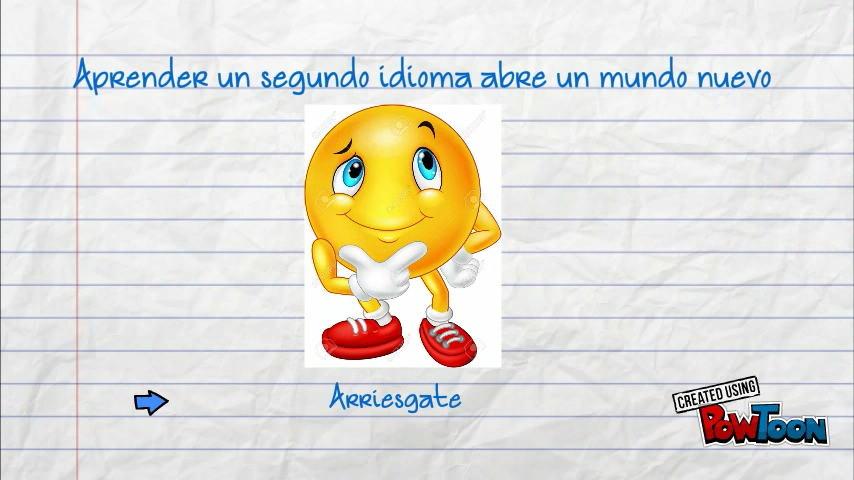 Aprender un segundo idioma abre un mundo nuevo
Arriesgate
CREATED USING
POWTOON